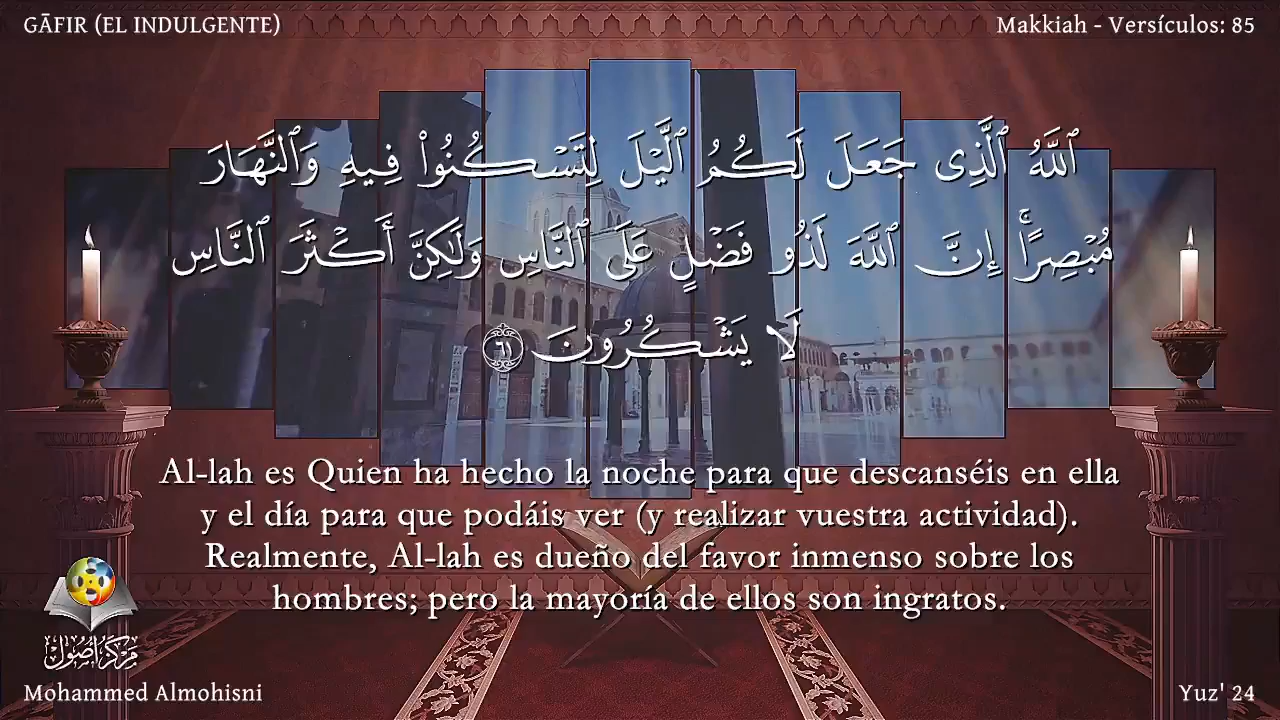 GĀFIR (EL INDULGENTE)
Makkiah - Versículos: 85
ٱللَّهُ ٱلَّذِى جَعَلَ لَكُمُ ٱلَّيْلَ لِتَسْكُنُوا۟ فِيهِ وَٱلنَّهَارَ
مُبْصِرًا ۚ إِنَّ ٱللَّهَ لَذُو فَضْلٍ عَلَى ٱلنَّاسِ وَلَـٰكِنَّ أَكْثَرَ ٱلنَّاسِ
لَا يَشْكُرُونَ ٦١
Al-lah es Quien ha hecho la noche para que descanséis en ella
y el día para que podáis ver (y realizar vuestra actividad).
Realmente, Al-lah es dueño del favor inmenso sobre los
hombres; pero la mayoría de ellos son ingratos.
مركز أصول
Mohammed Almohisni
Yuz' 24